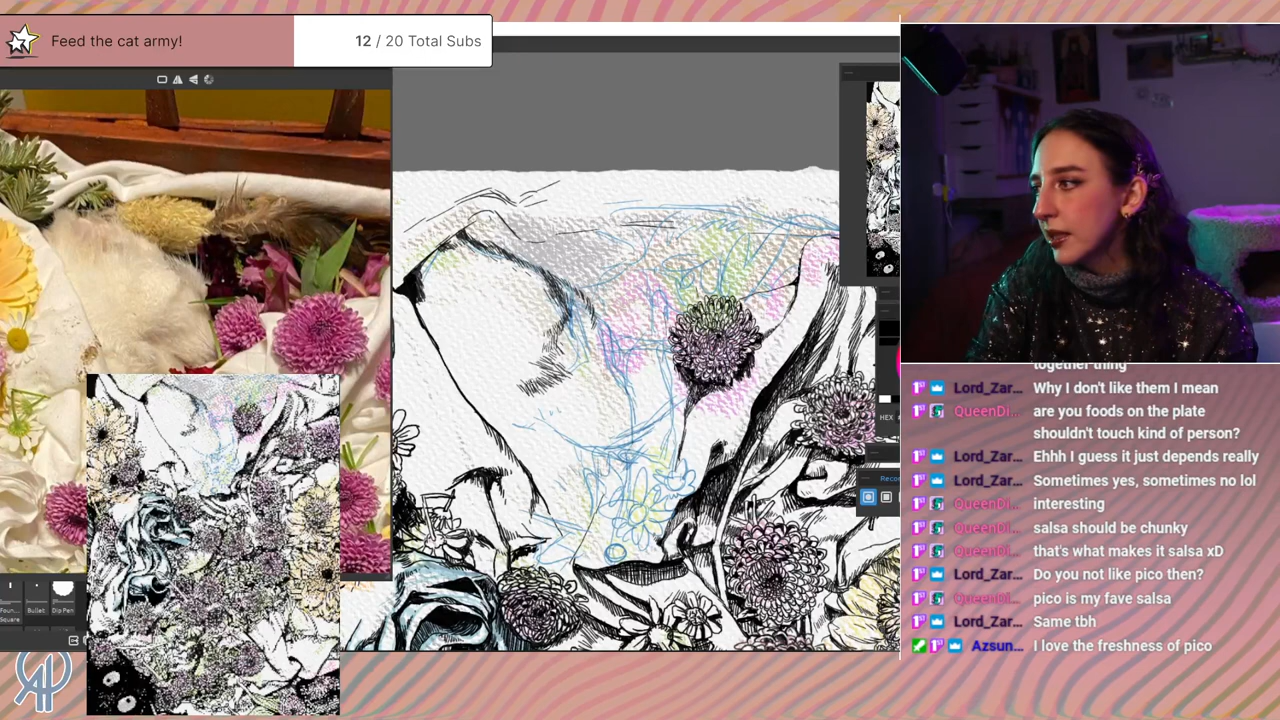 Feed the cat army!
12 / 20 Total Subs
Foun... Square
Bullet
Dip Pen
HEX
Recor
together thing
Lord_Zar... Why I don't like them I mean
QueenDi... are you foods on the plate
shouldn't touch kind of person?
Lord_Zar... Ehhh I guess it just depends really
Lord_Zar... Sometimes yes, sometimes no lol
QueenDi... interesting
QueenDi... salsa should be chunky
QueenDi... that's what makes it salsa xD
Lord_Zar... Do you not like pico then?
QueenDi... pico is my fave salsa
Lord_Zar... Same tbh
Azsun... I love the freshness of pico